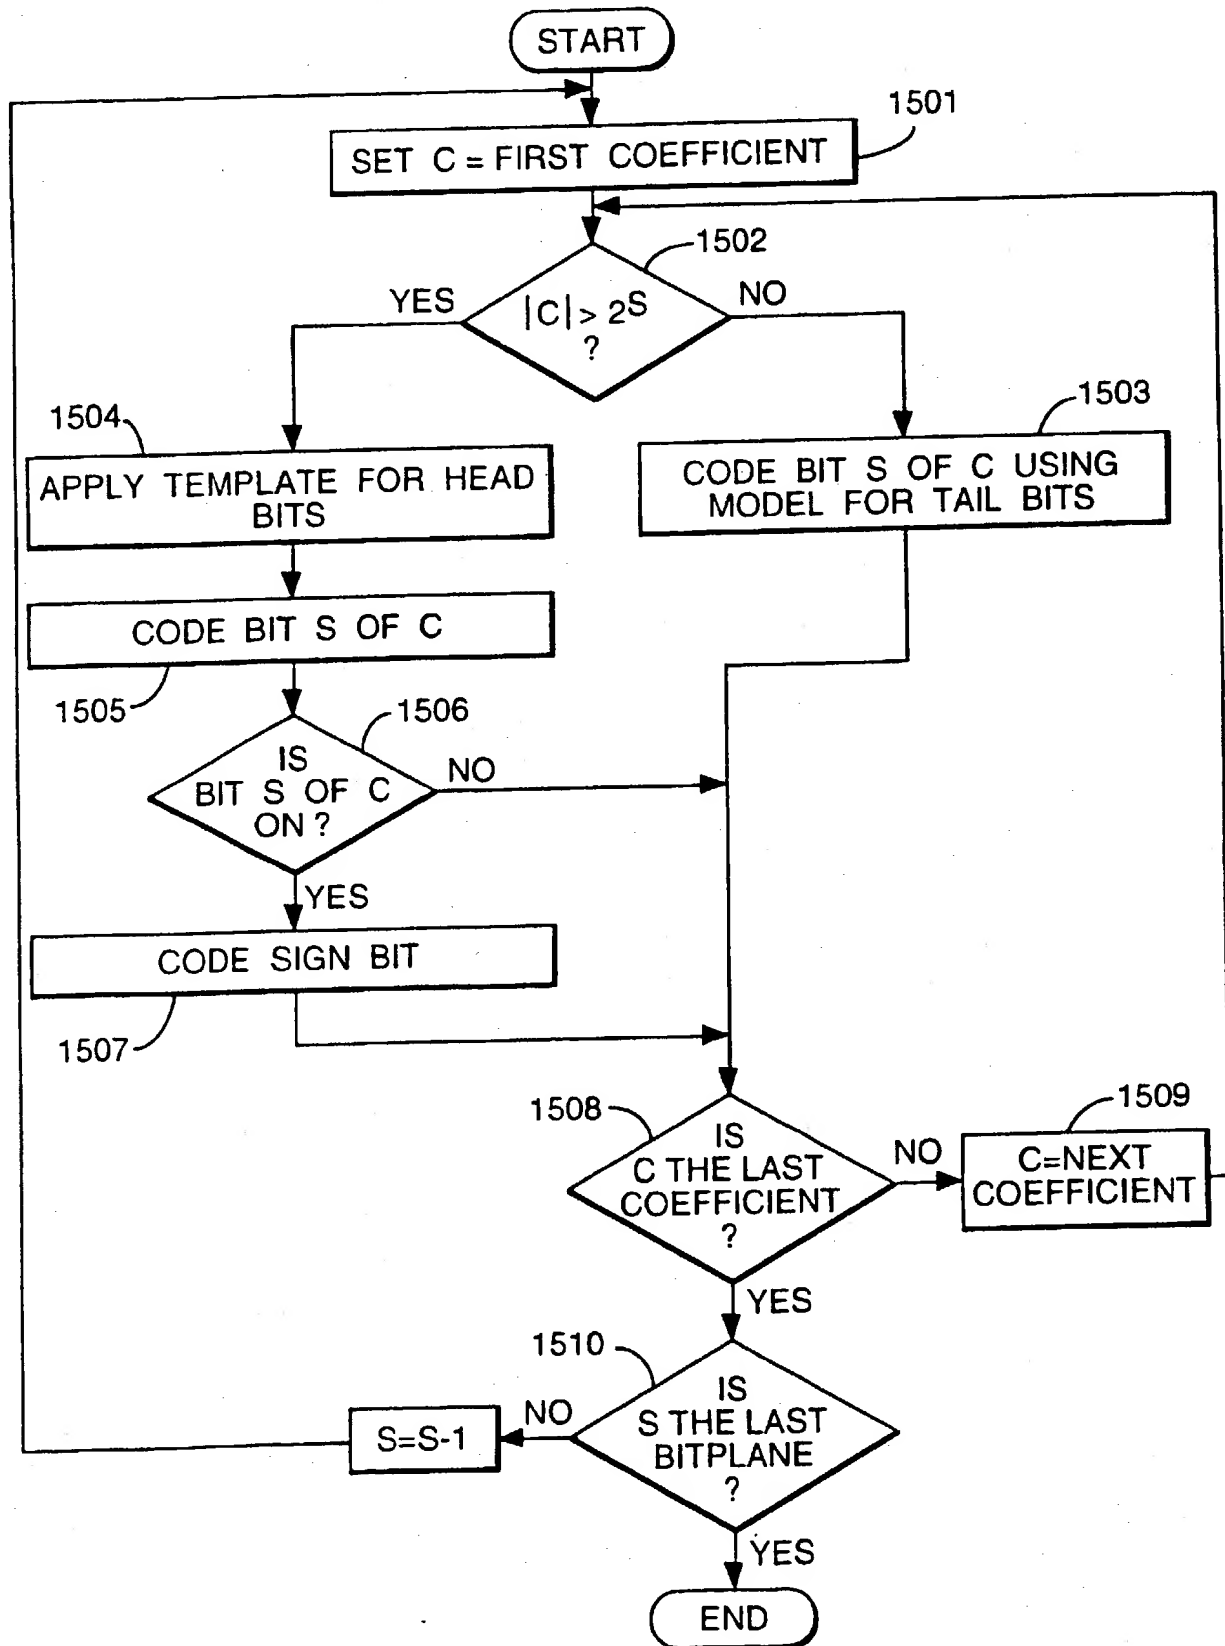 START
1501
SET C = FIRST COEFFICIENT
1502
YES
|C| > 2^S
?
NO
1504
1503
APPLY TEMPLATE FOR HEAD
BITS
CODE BIT S OF C USING
MODEL FOR TAIL BITS
CODE BIT S OF C
1505
1506
IS
BIT S OF C
ON ?
NO
YES
CODE SIGN BIT
1507
1508
IS
C THE LAST
COEFFICIENT
?
NO
1509
C=NEXT
COEFFICIENT
YES
1510
IS
S THE LAST
BITPLANE
?
NO
S=S-1
YES
END